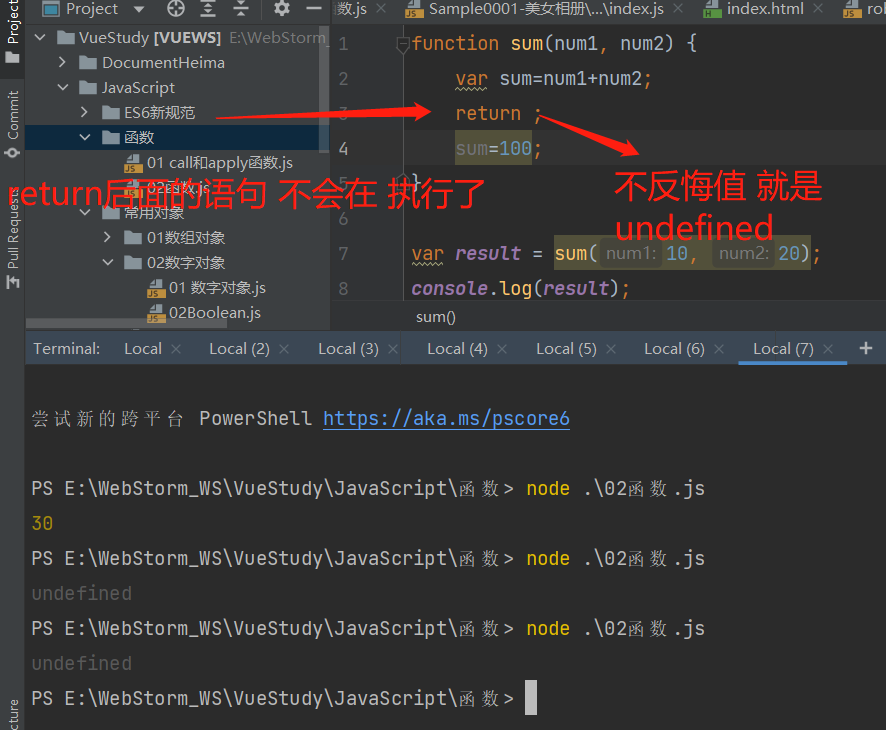 Project
数.js
Sample0001-美女相册\...\index.js
index.html
rol
VueStudy [VUEWS] E:\WebStorm_
DocumentHeima
JavaScript
ES6新规范
函数
01 call和apply函数.js
02函数.js
常用对象
01数组对象
02数字对象
01 数字对象.js
02Boolean.js
Project
Commit
Pull Requests
cture
1 function sum(num1, num2) {
2 var sum=num1+num2;
3 return ;
4 sum=100;
5 }
6
7 var result = sum( num1: 10, num2: 20);
8 console.log(result);
sum()
return后面的语句 不会在 执行了
不反悔值 就是
undefined
Terminal: Local Local (2) Local (3) Local (4) Local (5) Local (6) Local (7) +
尝试新的跨平台 PowerShell https://aka.ms/pscore6
PS E:\WebStorm_WS\VueStudy\JavaScript\函数> node .\02函数.js
30
PS E:\WebStorm_WS\VueStudy\JavaScript\函数> node .\02函数.js
undefined
PS E:\WebStorm_WS\VueStudy\JavaScript\函数> node .\02函数.js
undefined
PS E:\WebStorm_WS\VueStudy\JavaScript\函数>